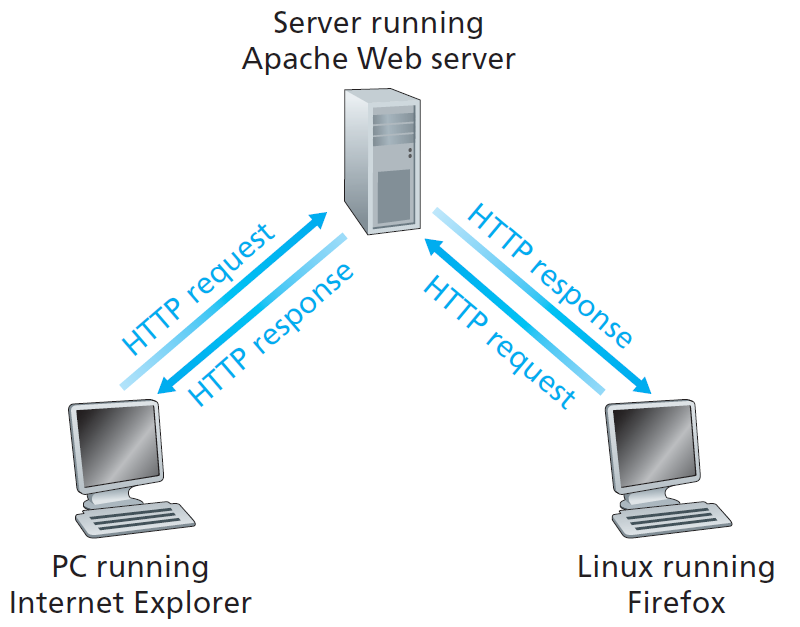 Server running
Apache Web server
HTTP request
HTTP response
HTTP response
HTTP request
PC running
Internet Explorer
Linux running
Firefox